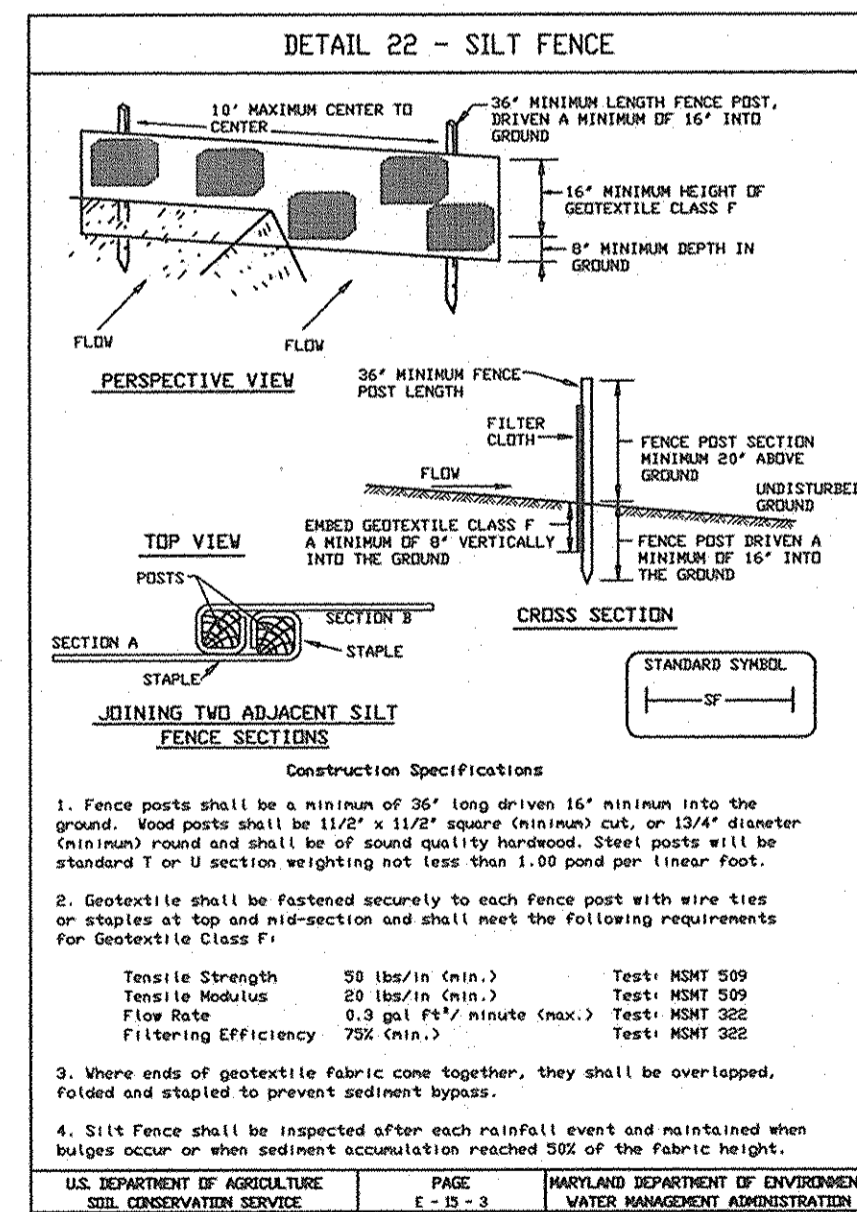 DETAIL 22 - SILT FENCE
10' MAXIMUM CENTER TO
CENTER
36" MINIMUM LENGTH FENCE POST,
DRIVEN A MINIMUM OF 16" INTO
GROUND
16" MINIMUM HEIGHT OF
GEOTEXTILE CLASS F
8" MINIMUM DEPTH IN
GROUND
FLOW
FLOW
PERSPECTIVE VIEW
36" MINIMUM FENCE
POST LENGTH
FILTER
CLOTH
FLOW
FENCE POST SECTION
MINIMUM 20" ABOVE
GROUND
UNDISTURBED
GROUND
EMBED GEOTEXTILE CLASS F
A MINIMUM OF 8" VERTICALLY
INTO THE GROUND
FENCE POST DRIVEN A
MINIMUM OF 16" INTO
THE GROUND
CROSS SECTION
TOP VIEW
POSTS
SECTION B
SECTION A
STAPLE
STAPLE
JOINING TWO ADJACENT SILT
FENCE SECTIONS
STANDARD SYMBOL
SF
Construction Specifications
1. Fence posts shall be a minimum of 36" long driven 16" minimum into the
ground. Wood posts shall be 11/2" x 11/2" square (minimum) cut, or 13/4" diameter
(minimum) round and shall be of sound quality hardwood. Steel posts will be
standard T or U section weighting not less than 1.00 pond per linear foot.
2. Geotextile shall be fastened securely to each fence post with wire ties
or staples at top and mid-section and shall meet the following requirements
for Geotextile Class F:
Tensile Strength 50 lbs/in (min.) Test: MSMT 509
Tensile Modulus 20 lbs/in (min.) Test: MSMT 509
Flow Rate 0.3 gal ft²/ minute (max.) Test: MSMT 322
Filtering Efficiency 75% (min.) Test: MSMT 322
3. Where ends of geotextile fabric come together, they shall be overlapped,
folded and stapled to prevent sediment bypass.
4. Silt Fence shall be inspected after each rainfall event and maintained when
bulges occur or when sediment accumulation reached 50% of the fabric height.
U.S. DEPARTMENT OF AGRICULTURE
SOIL CONSERVATION SERVICE
PAGE
E - 15 - 3
MARYLAND DEPARTMENT OF ENVIRONMEN
WATER MANAGEMENT ADMINISTRATION